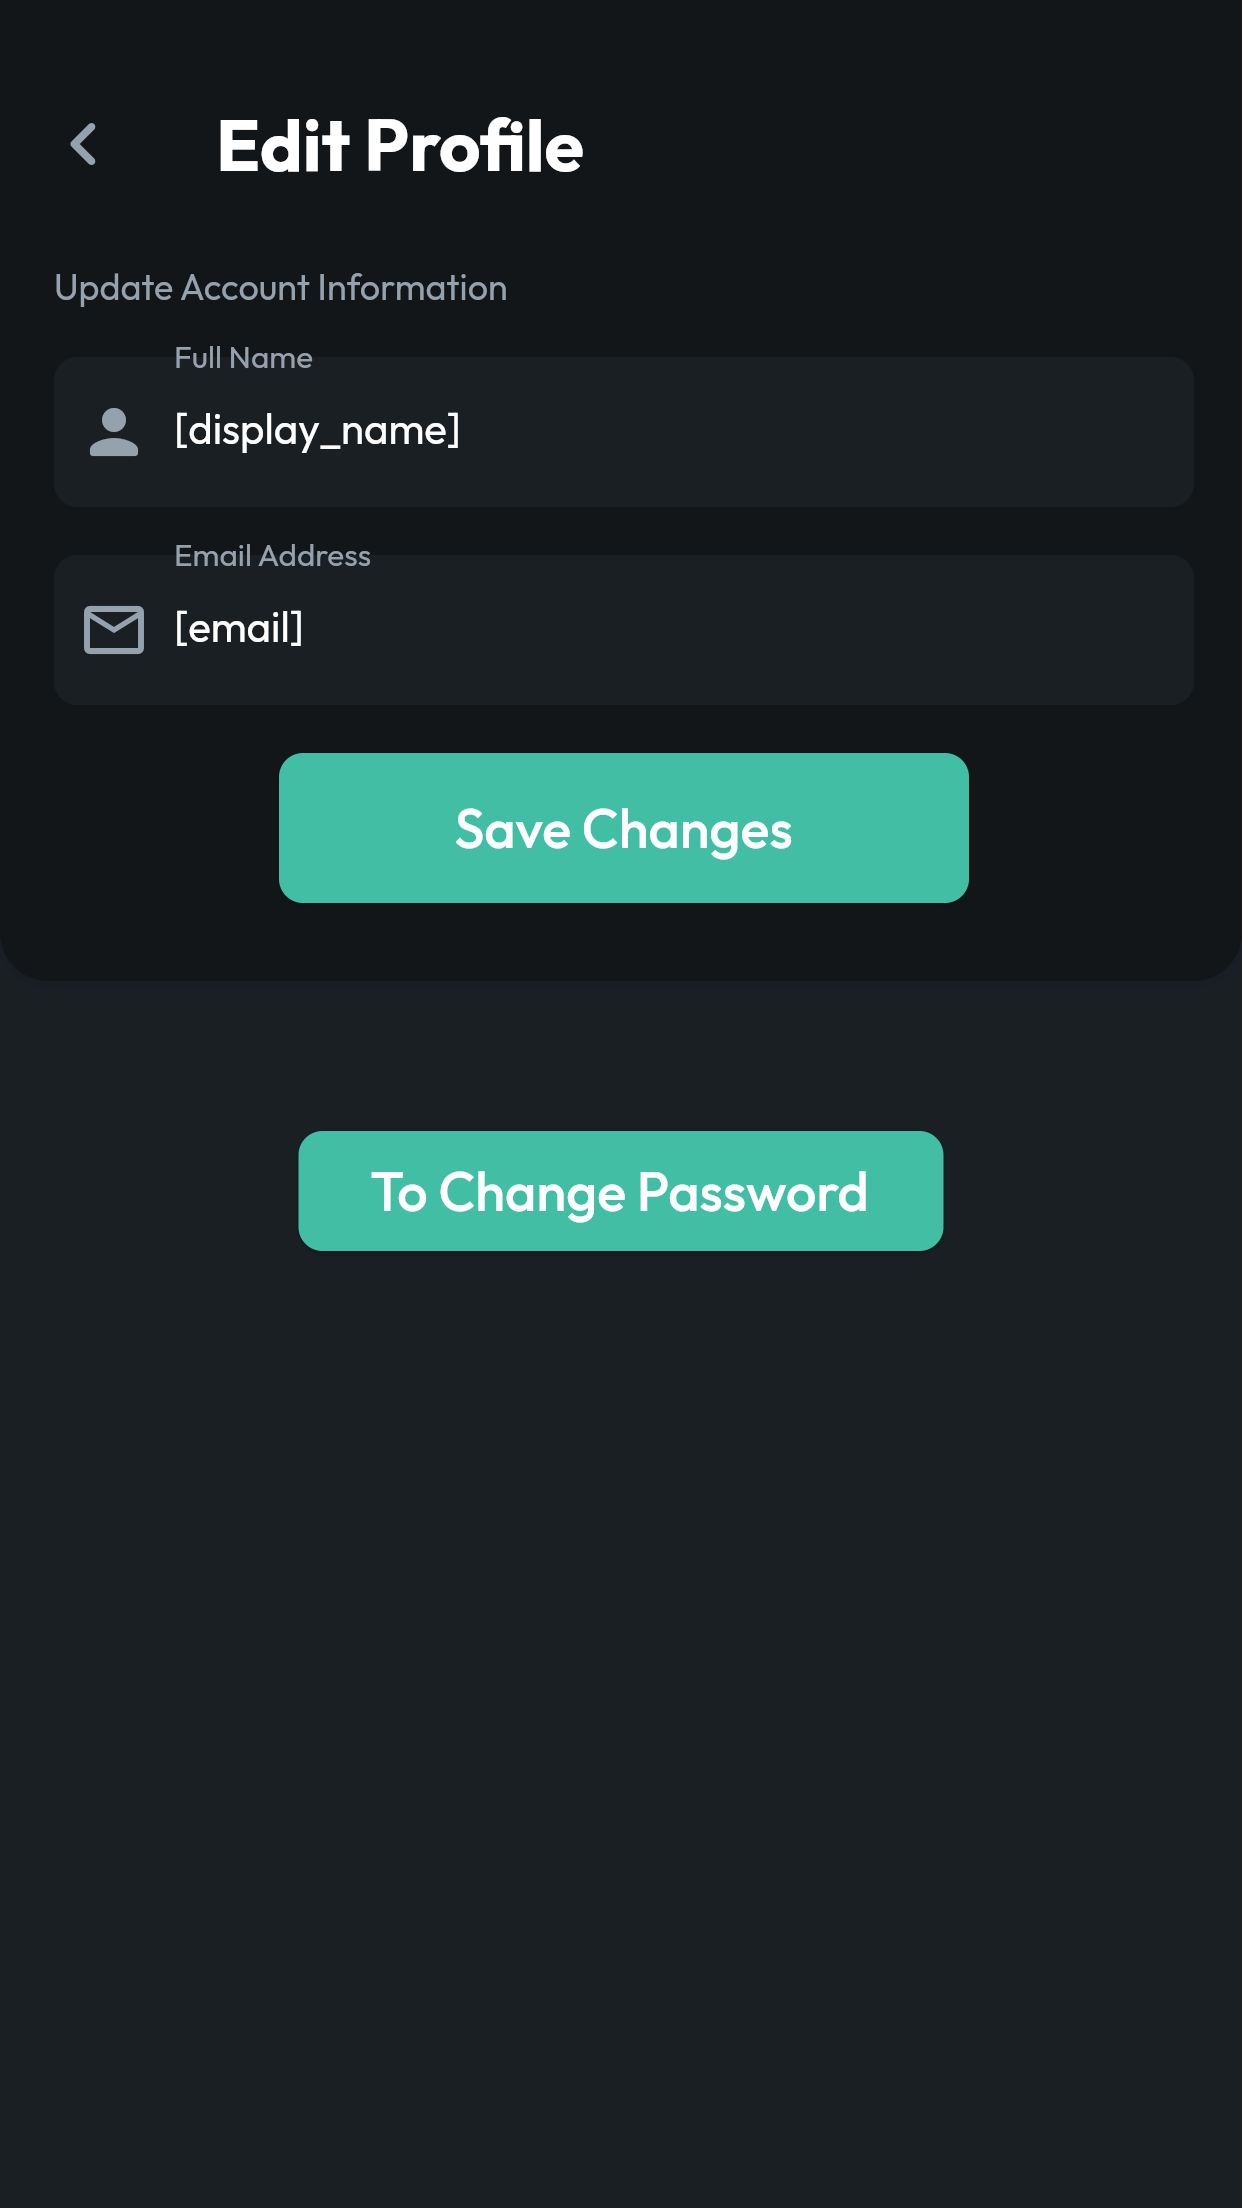 Edit Profile
Update Account Information
Full Name
[display_name]
Email Address
[email]
Save Changes
To Change Password